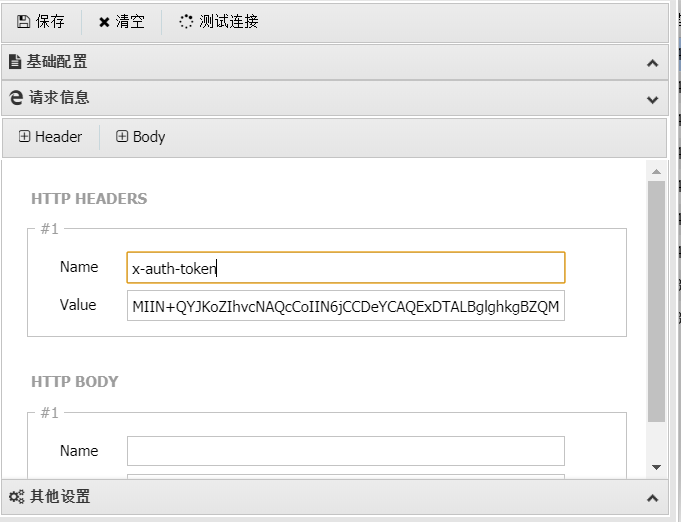 保存 清空 测试连接
基础配置
请求信息
Header Body
HTTP HEADERS
#1
Name x-auth-token
Value MIIN+QYJKoZIhvcNAQcCoIIN6jCCDeYCAQExDTALBglghkgBZQM
HTTP BODY
#1
Name
其他设置